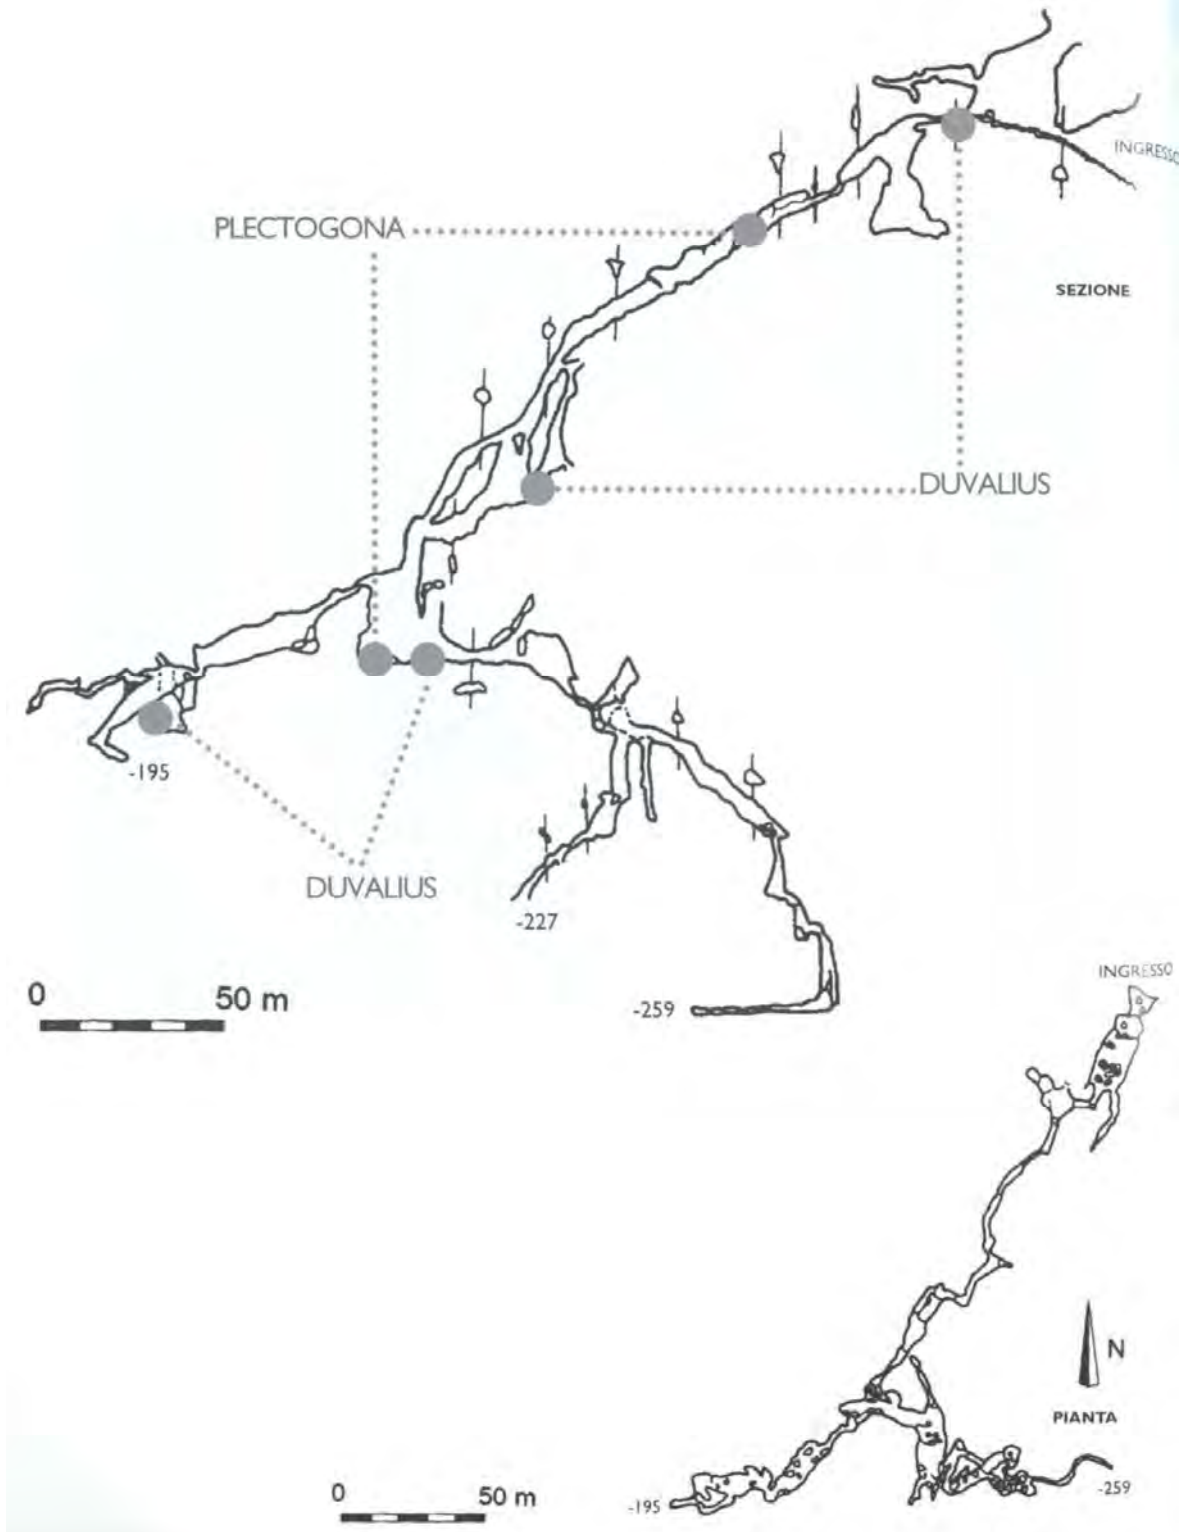 INGRESSO
PLECTOGONA
SEZIONE
DUVALIUS
-195
DUVALIUS
-227
0 50 m
-259
INGRESSO
N
PIANTA
0 50 m
-195
-259